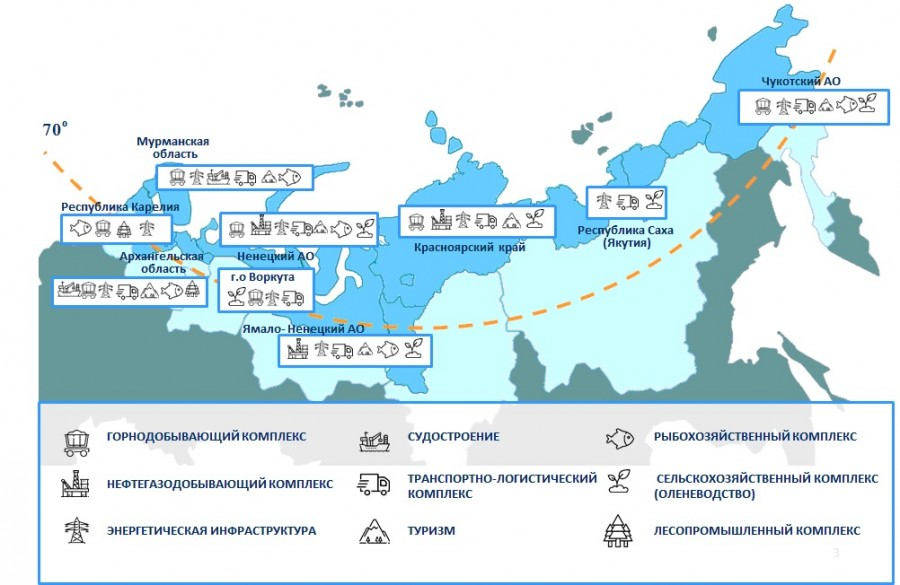 Чукотский АО
70°
Мурманская
область
Республика Карелия
Архангельская
область
Ненецкий АО
г.о Воркута
Красноярский край
Республика Саха
(Якутия)
Ямало- Ненецкий АО
ГОРНОДОБЫВАЮЩИЙ КОМПЛЕКС
СУДОСТРОЕНИЕ
РЫБОХОЗЯЙСТВЕННЫЙ КОМПЛЕКС
НЕФТЕГАЗОДОБЫВАЮЩИЙ КОМПЛЕКС
ТРАНСПОРТНО-ЛОГИСТИЧЕСКИЙ
КОМПЛЕКС
СЕЛЬСКОХОЗЯЙСТВЕННЫЙ КОМПЛЕКС
(ОЛЕНЕВОДСТВО)
ЭНЕРГЕТИЧЕСКАЯ ИНФРАСТРУКТУРА
ТУРИЗМ
ЛЕСОПРОМЫШЛЕННЫЙ КОМПЛЕКС
3